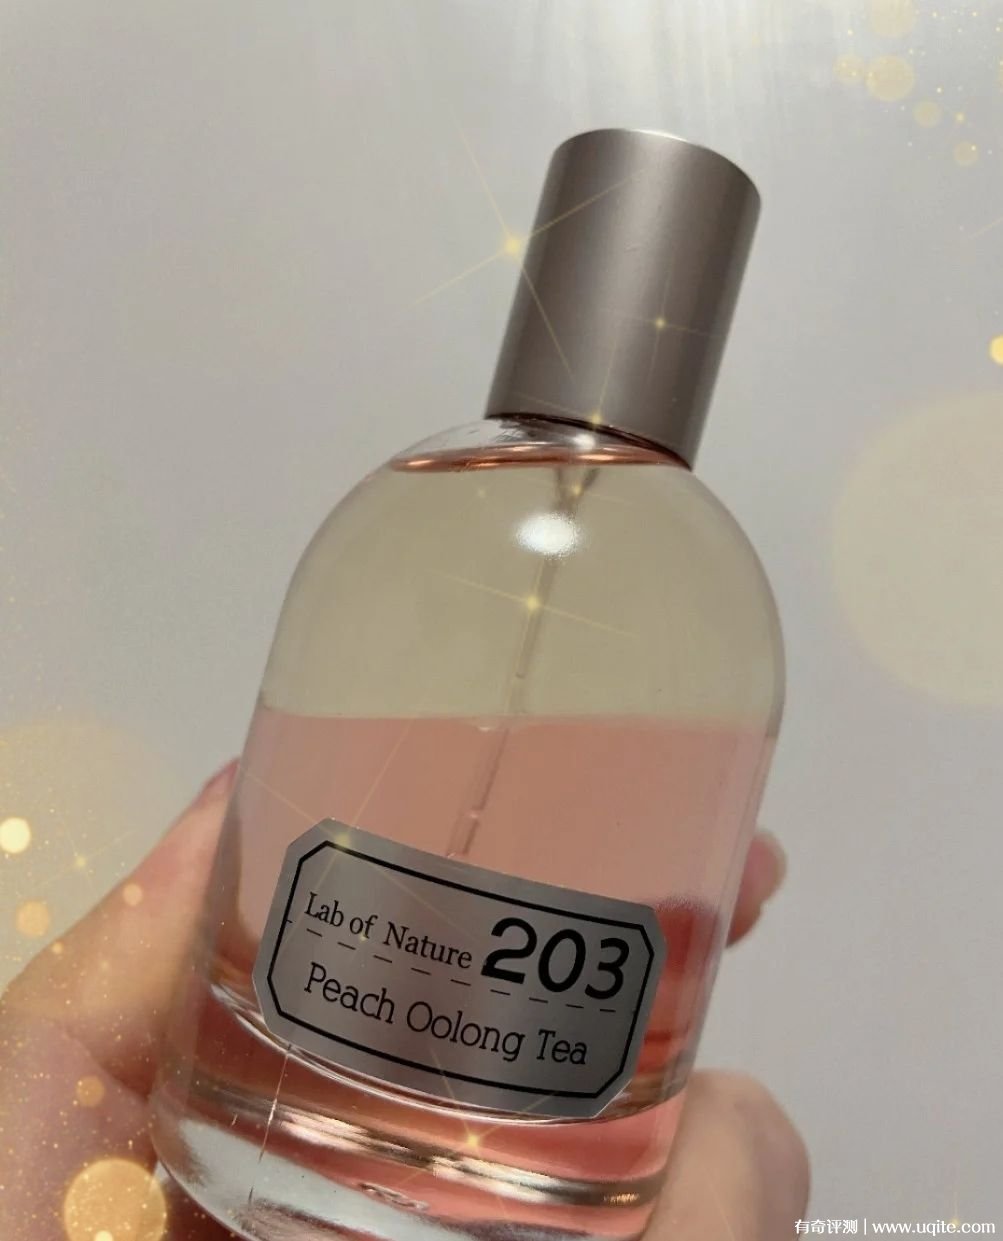 Lab of Nature 203
Peach Oolong Tea
有奇评测 | www.uqite.com